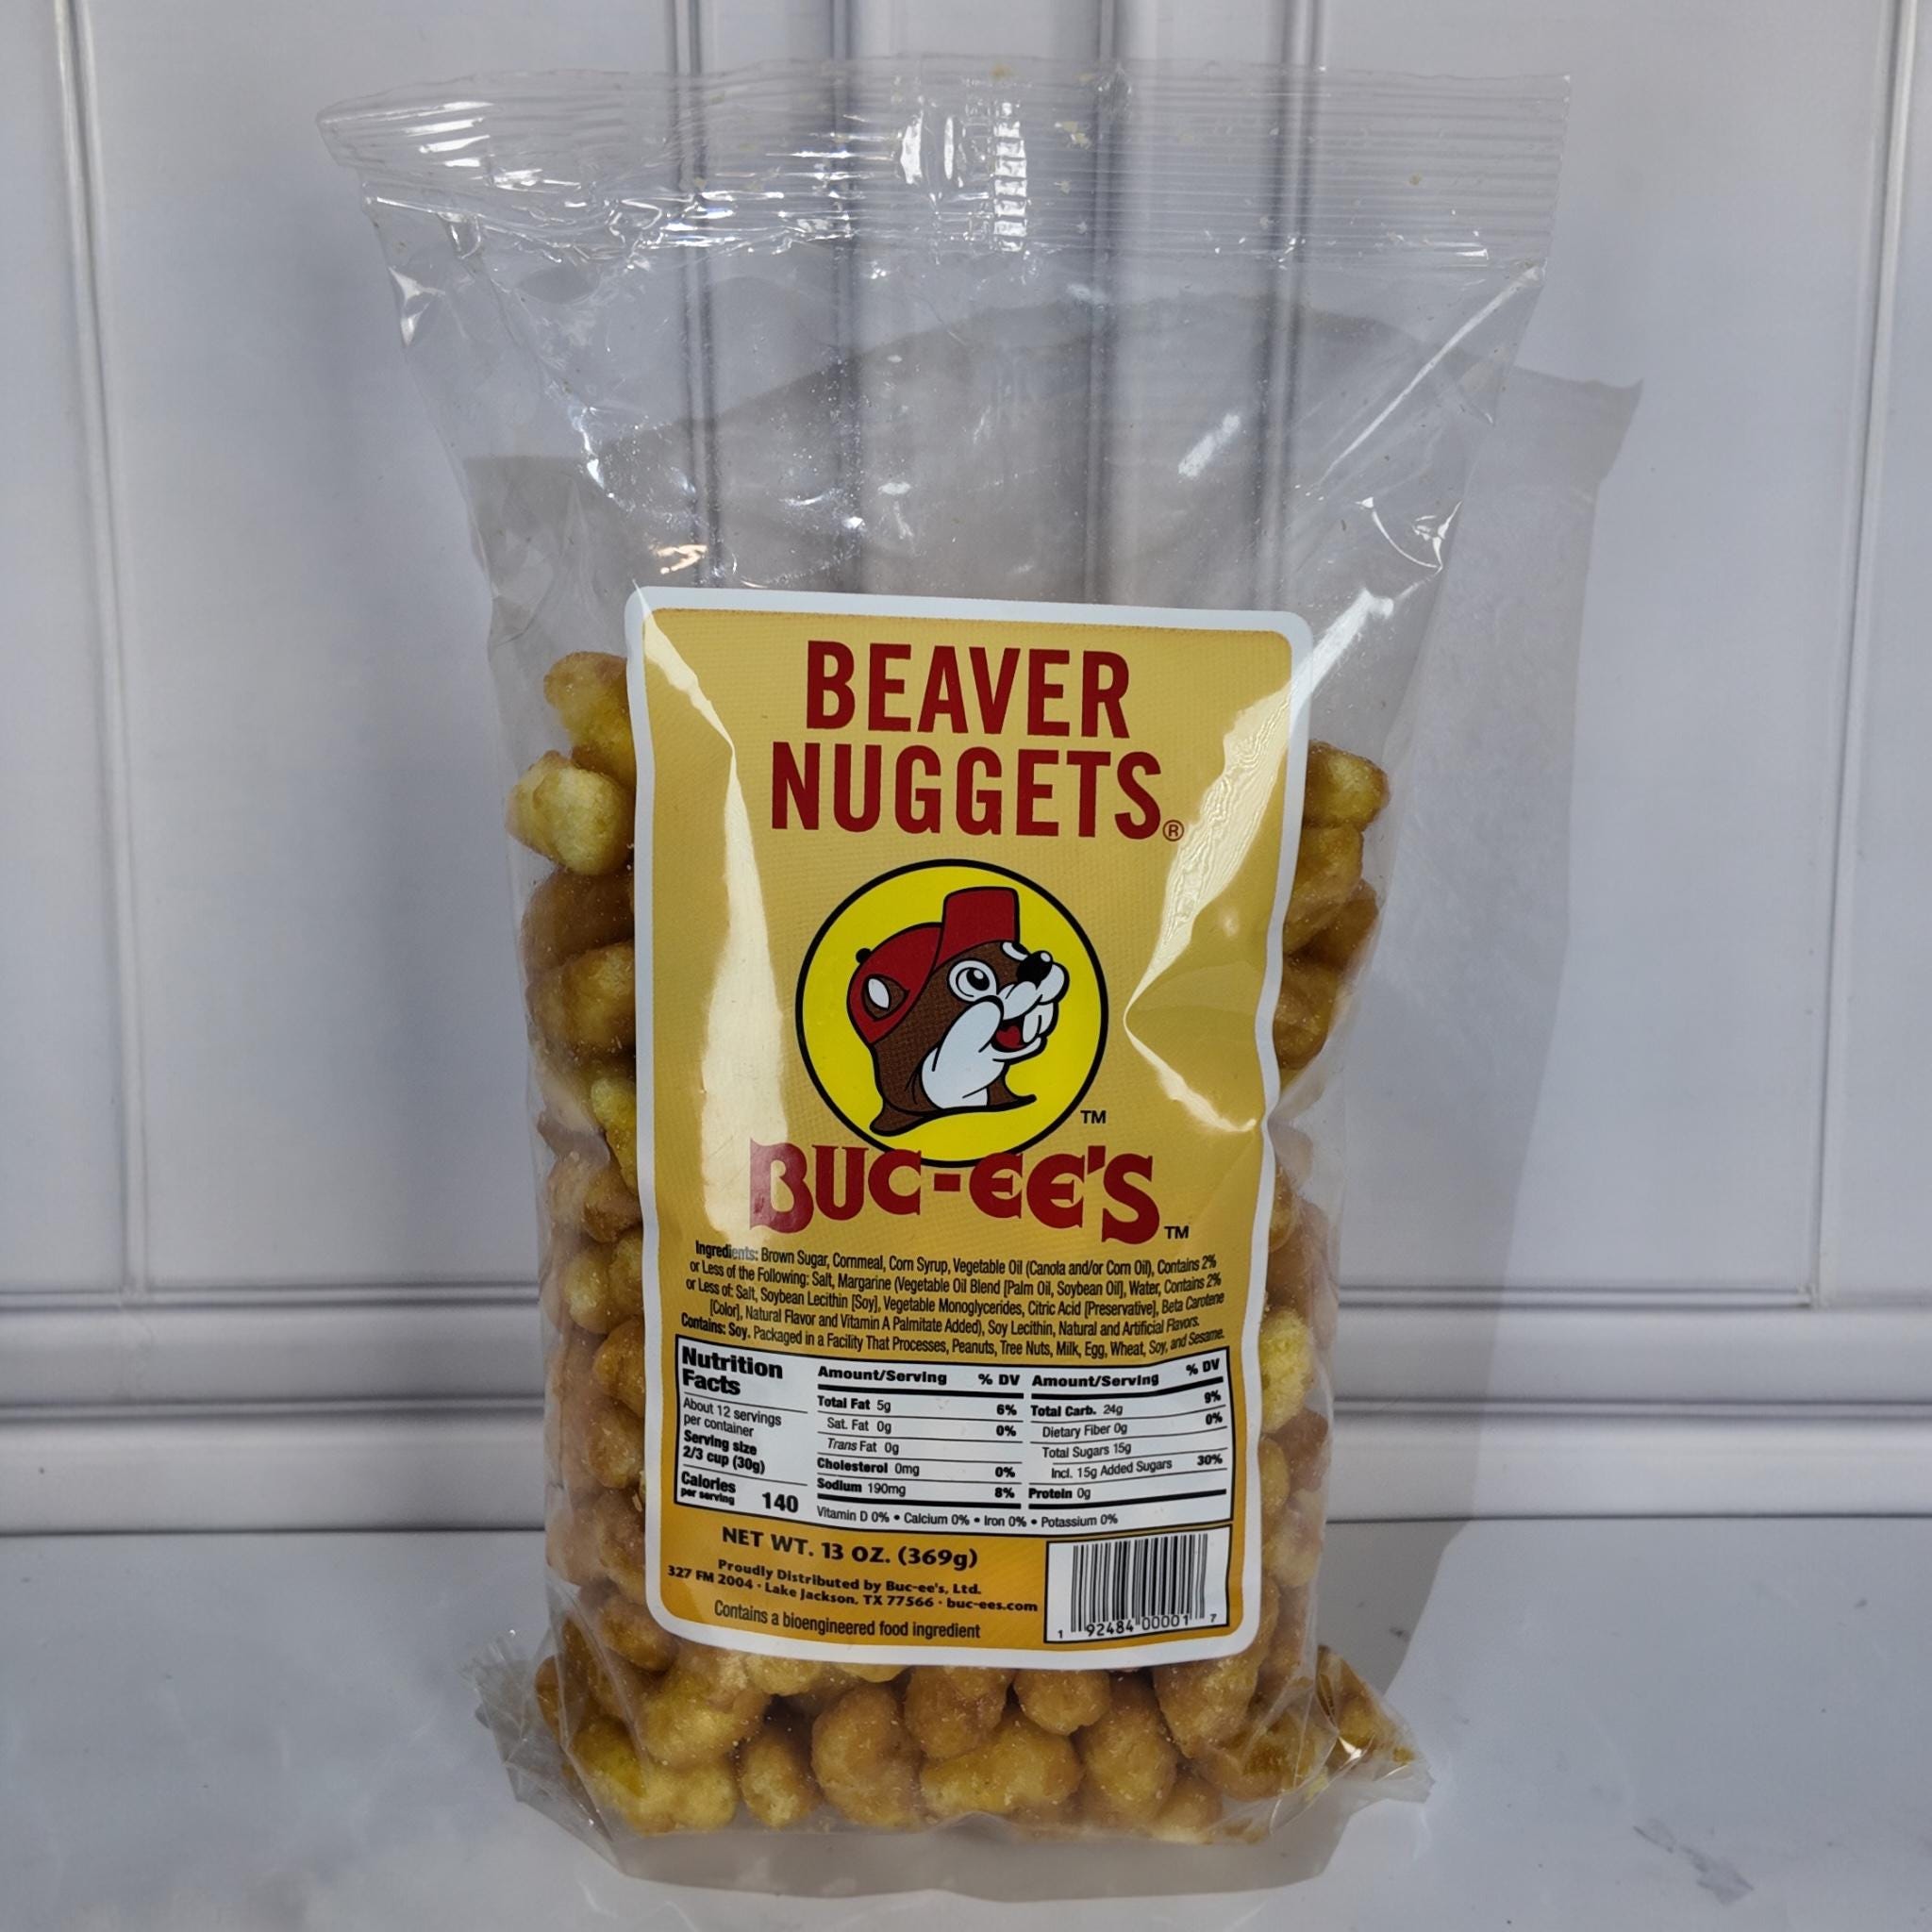 BEAVER
NUGGETS®
TM
BUC-EE'S TM
Ingredients: Brown Sugar, Cornmeal, Corn Syrup, Vegetable Oil (Canola and/or Corn Oil), Contains 2%
or Less of the Following: Salt, Margarine (Vegetable Oil Blend [Palm Oil, Soybean Oil], Water, Contains 2%
or Less of: Salt, Soybean Lecithin [Soy], Vegetable Monoglycerides, Citric Acid [Preservative], Beta Carotene
[Color], Natural Flavor and Vitamin A Palmitate Added), Soy Lecithin, Natural and Artificial Flavors.
Contains: Soy. Packaged in a Facility That Processes, Peanuts, Tree Nuts, Milk, Egg, Wheat, Soy, and Sesame.
Nutrition
Facts
About 12 servings
per container
Serving size
2/3 cup (30g)
Calories
per serving 140
Amount/Serving % DV
Total Fat 5g 6%
Sat. Fat 0g 0%
Trans Fat 0g
Cholesterol 0mg 0%
Sodium 190mg 8%
Amount/Serving % DV
Total Carb. 24g 9%
Dietary Fiber 0g 0%
Total Sugars 15g
Incl. 15g Added Sugars 30%
Protein 0g
Vitamin D 0% • Calcium 0% • Iron 0% • Potassium 0%
NET WT. 13 OZ. (369g)
Proudly Distributed by Buc-ee's, Ltd.
327 FM 2004 · Lake Jackson, TX 77566 · buc-ees.com
Contains a bioengineered food ingredient
1 92484 00001 7